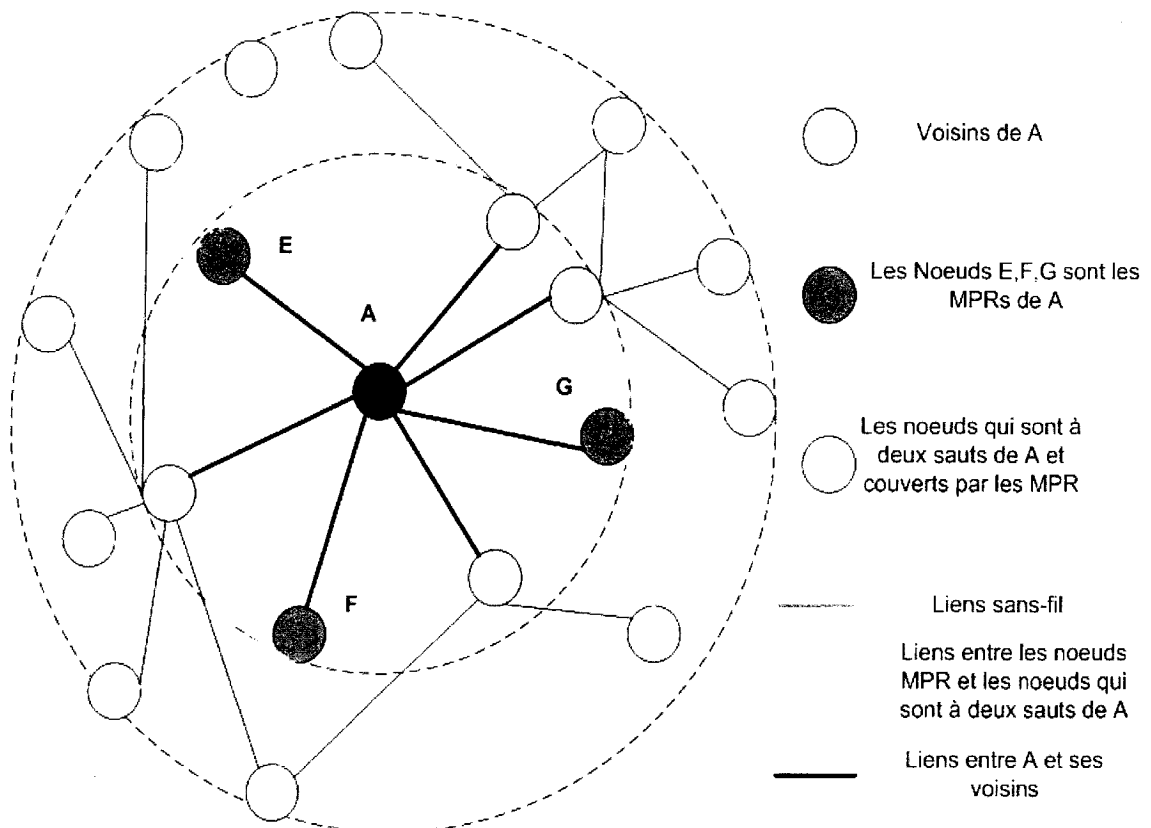 E
A
G
F
Voisins de A
Les Noeuds E,F,G sont les
MPRs de A
Les noeuds qui sont à
deux sauts de A et
couverts par les MPR
Liens sans-fil
Liens entre les noeuds
MPR et les noeuds qui
sont à deux sauts de A
Liens entre A et ses
voisins